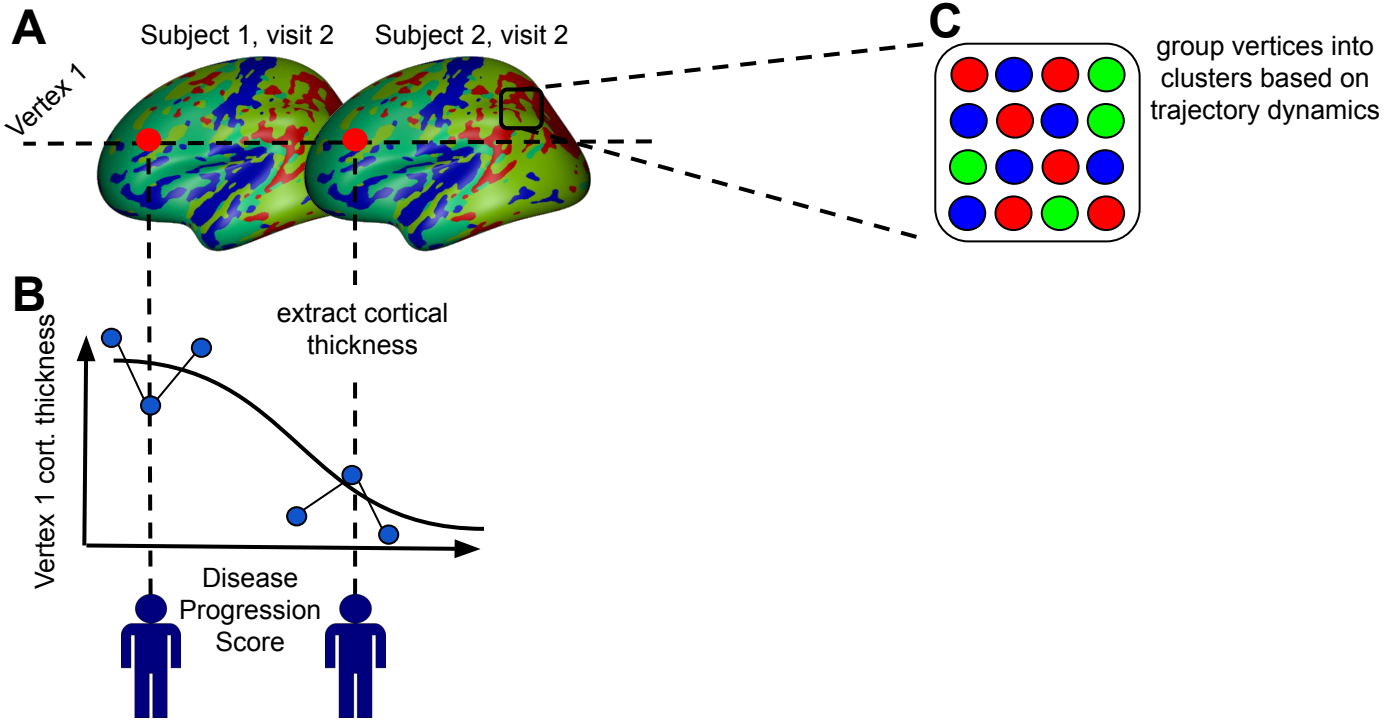 A
Subject 1, visit 2
Subject 2, visit 2
Vertex 1
C
group vertices into
clusters based on
trajectory dynamics
B
extract cortical
thickness
Vertex 1 cort. thickness
Disease
Progression
Score